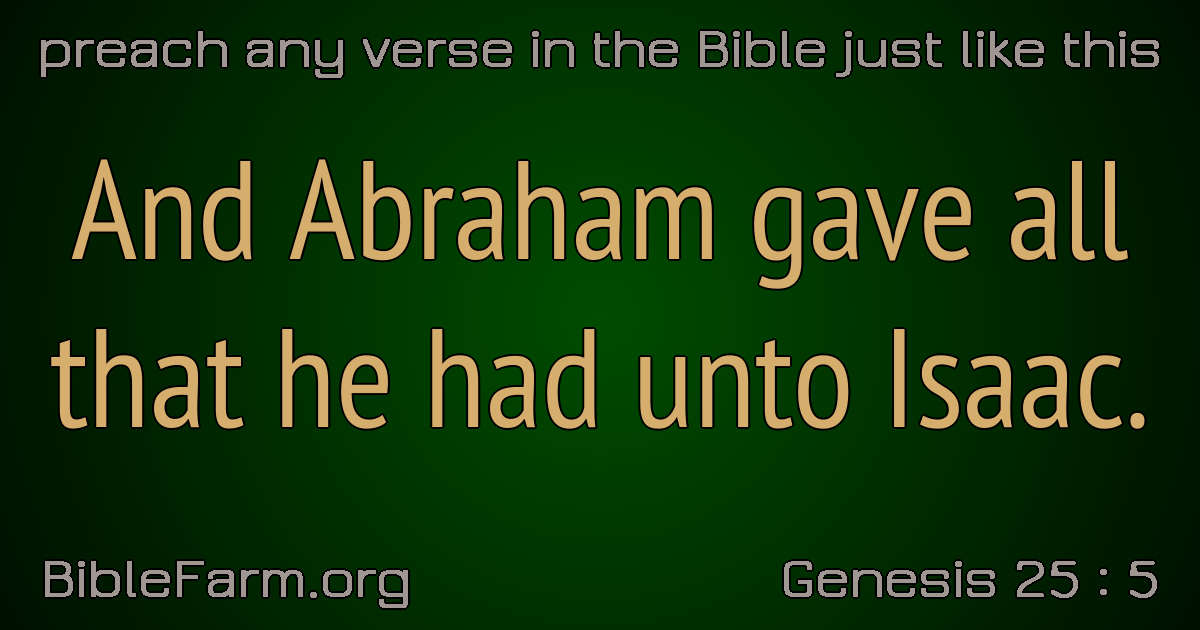 preach any verse in the Bible just like this
And Abraham gave all
that he had unto Isaac.
BibleFarm.org
Genesis 25 : 5